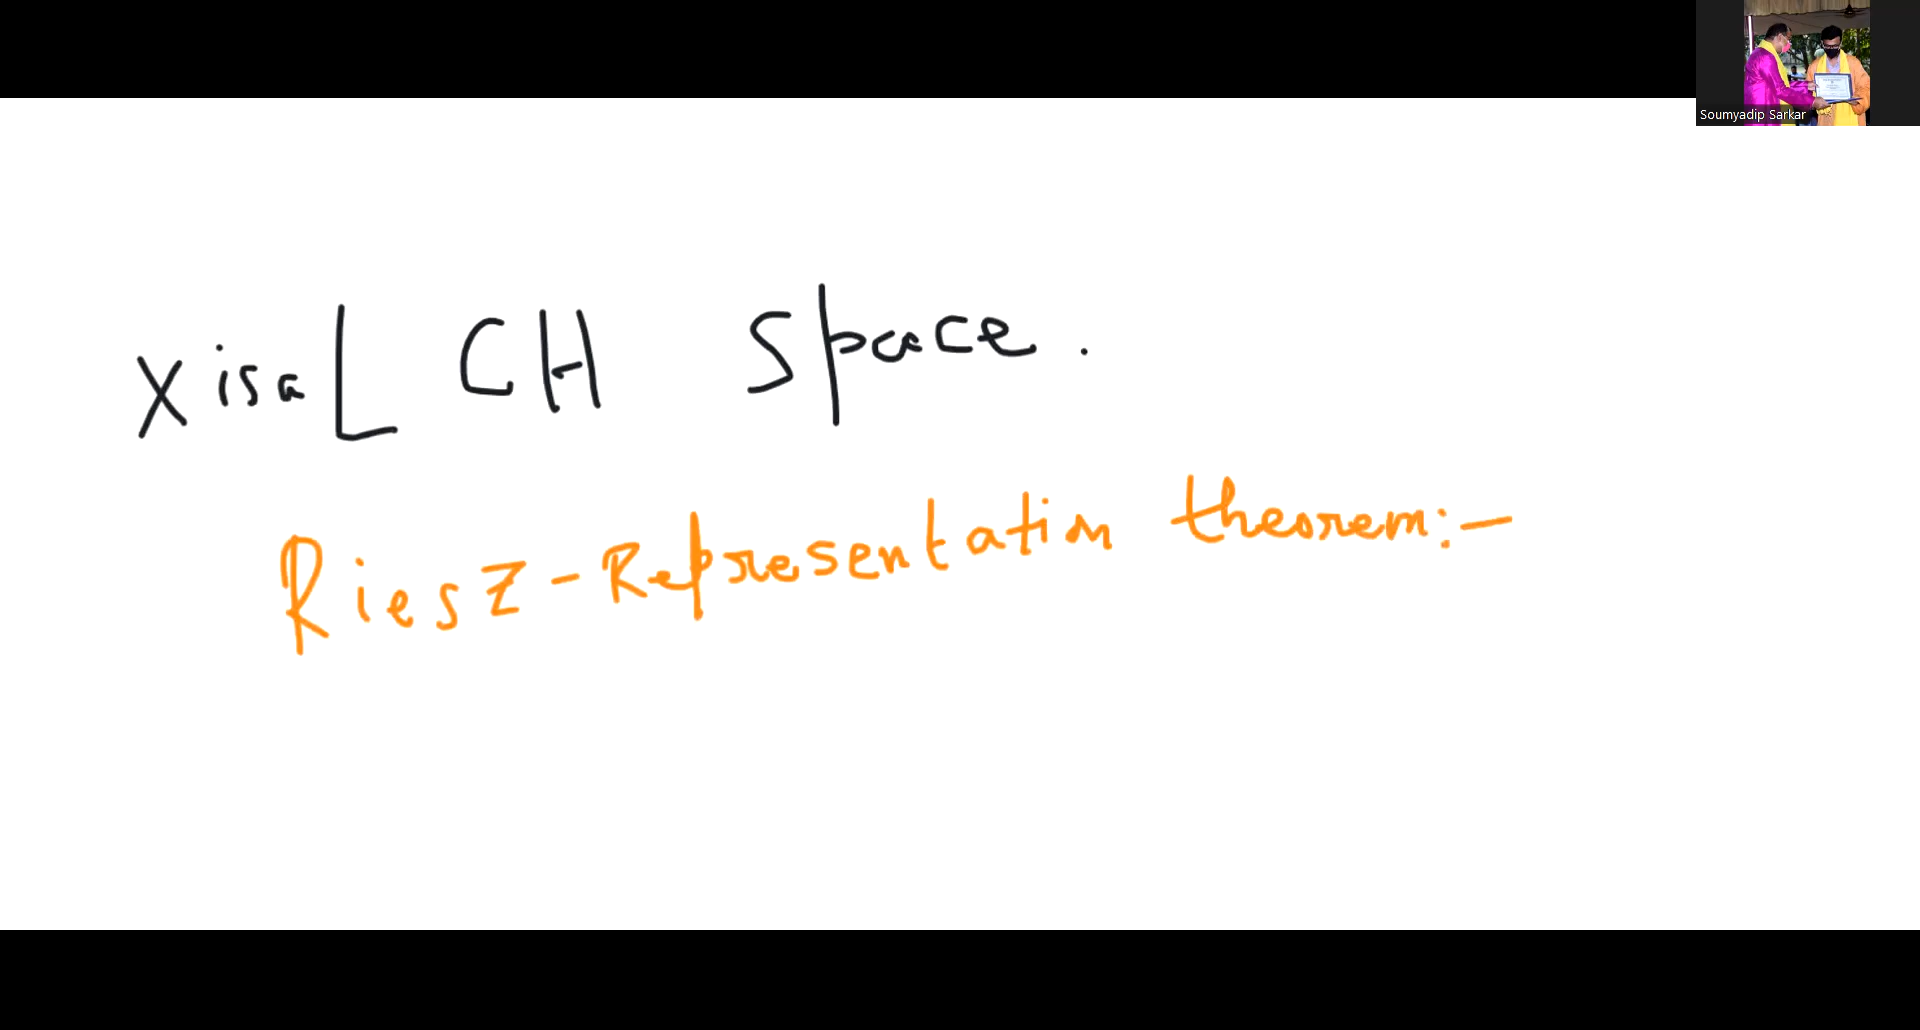 Soumyadip Sarkar
X is a LCH Space.
Riesz-Representation theorem:-